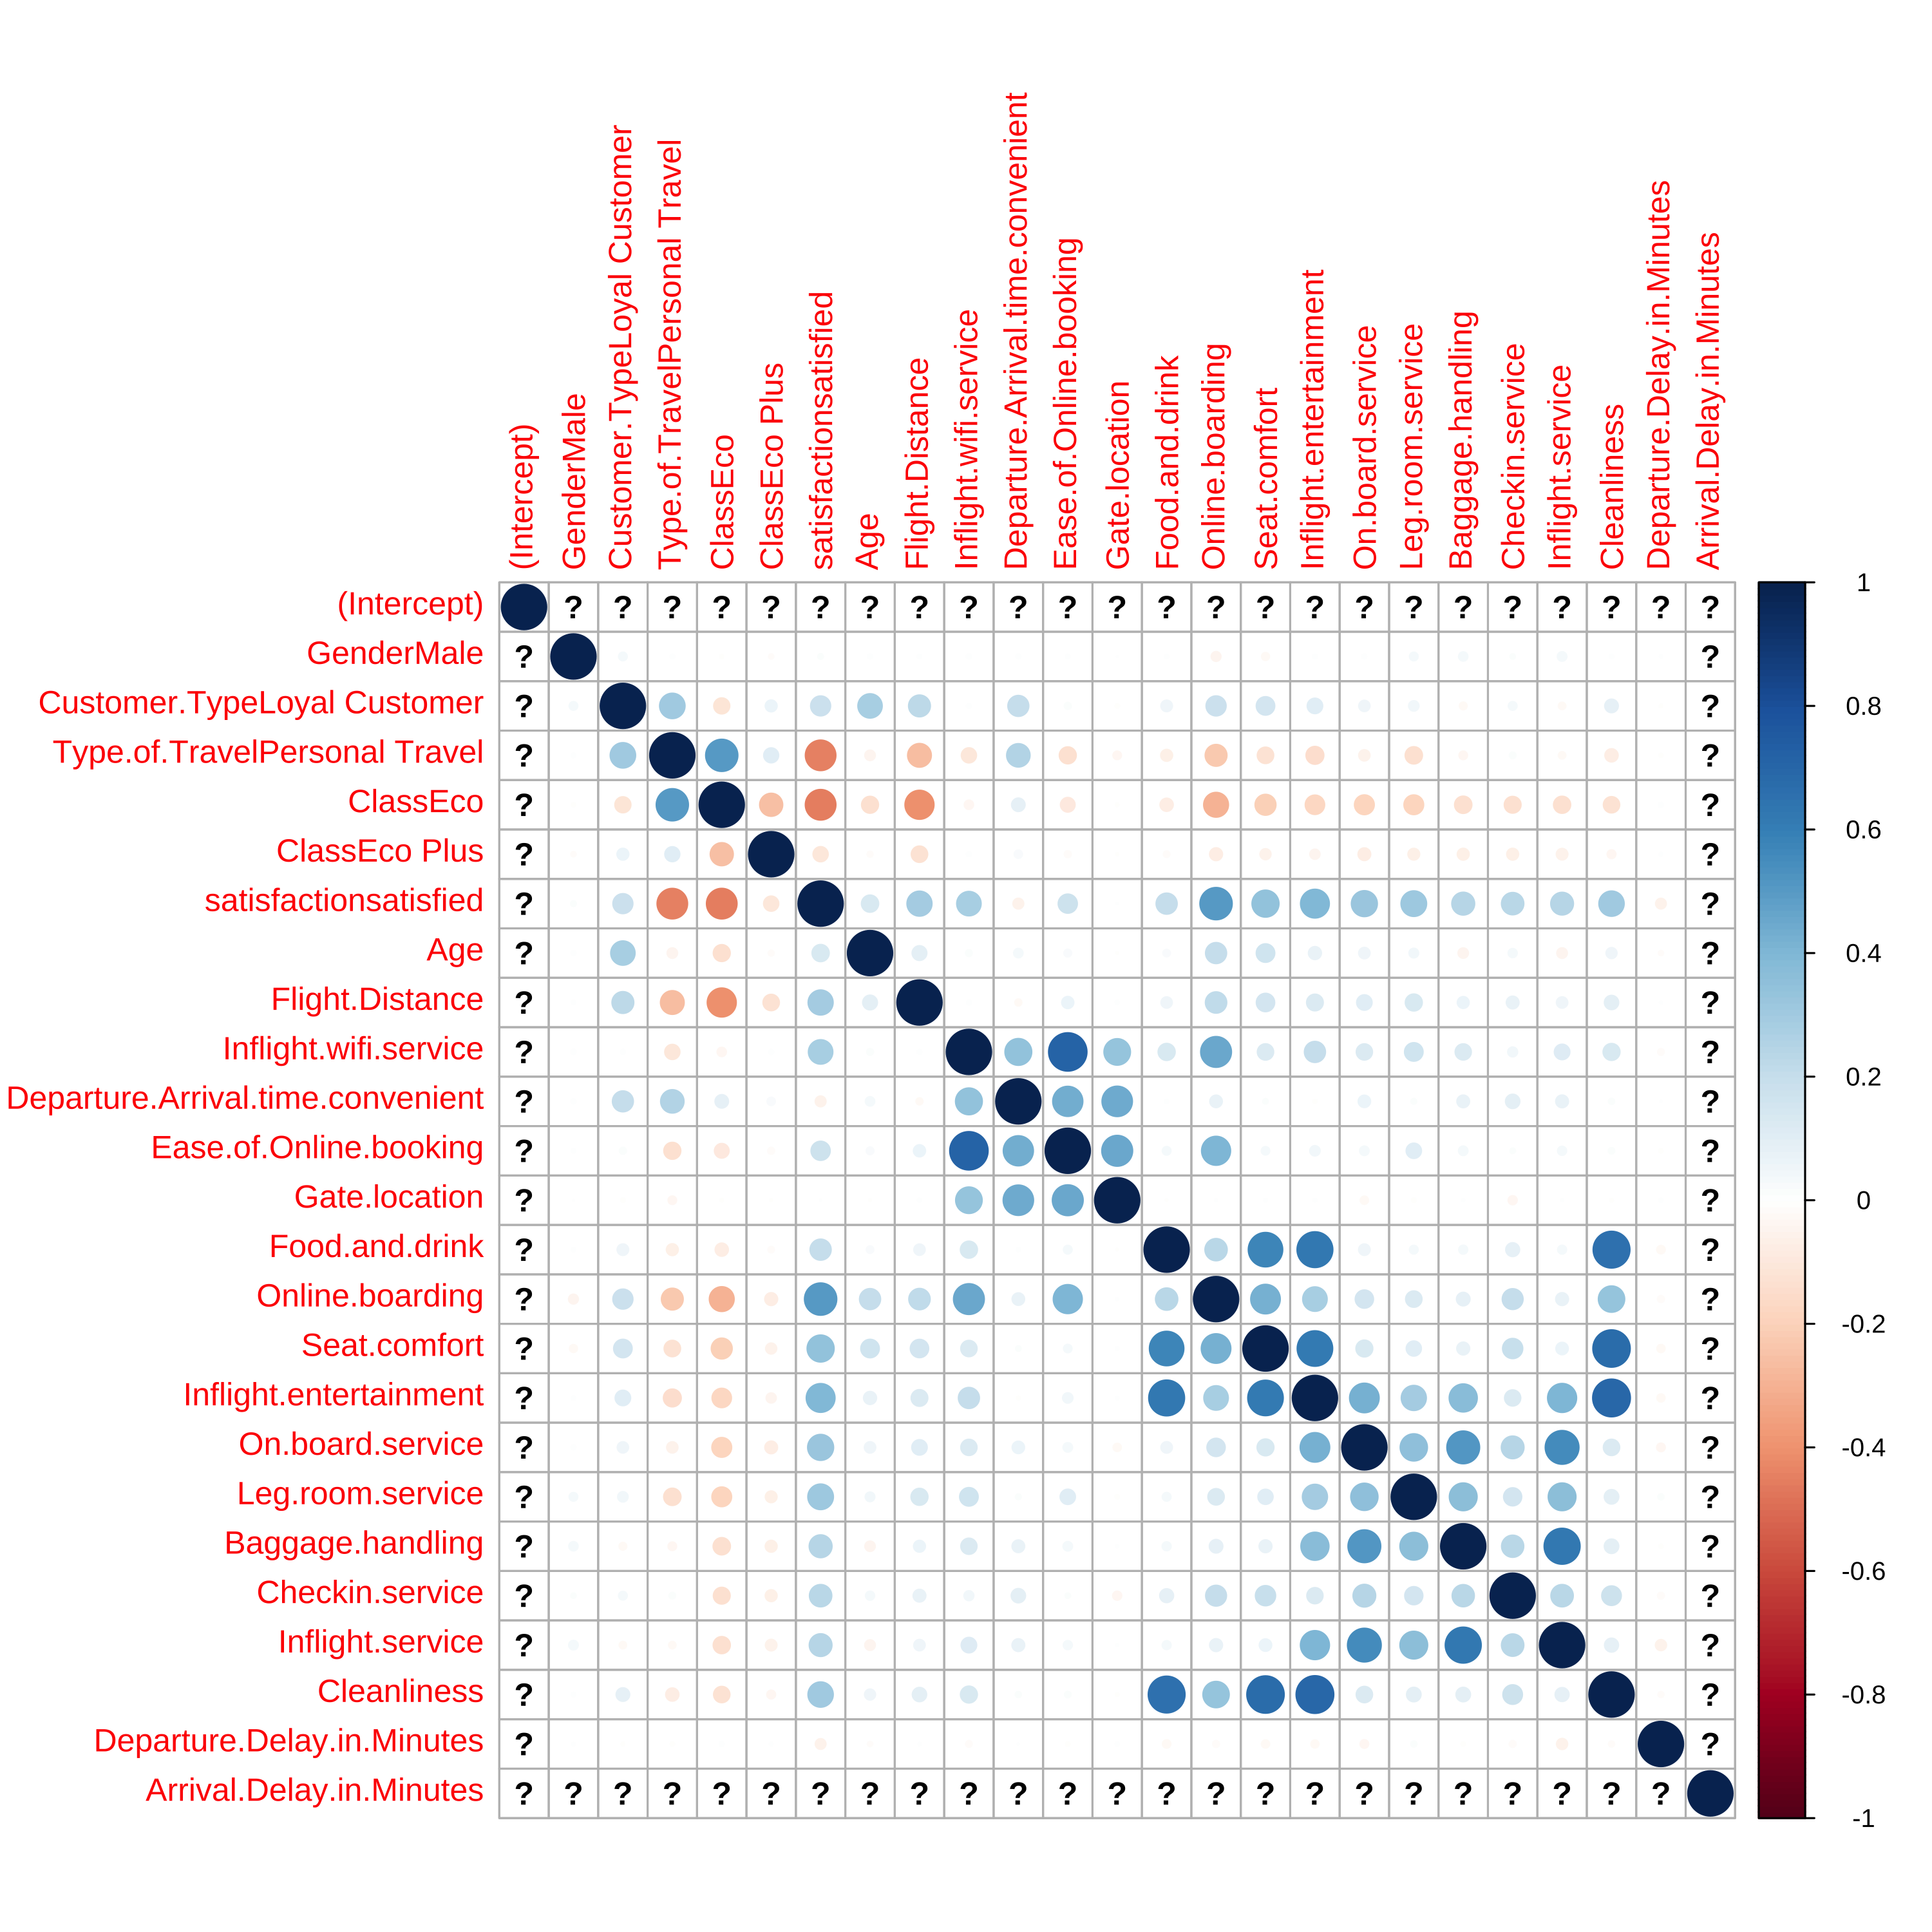 (Intercept)
GenderMale
Customer.TypeLoyal Customer
Type.of.TravelPersonal Travel
ClassEco
ClassEco Plus
satisfactionsatisfied
Age
Flight.Distance
Inflight.wifi.service
Departure.Arrival.time.convenient
Ease.of.Online.booking
Gate.location
Food.and.drink
Online.boarding
Seat.comfort
Inflight.entertainment
On.board.service
Leg.room.service
Baggage.handling
Checkin.service
Inflight.service
Cleanliness
Departure.Delay.in.Minutes
Arrival.Delay.in.Minutes
(Intercept) ? ? ? ? ? ? ? ? ? ? ? ? ? ? ? ? ? ? ? ? ? ? ? ?
GenderMale ? ?
Customer.TypeLoyal Customer ? ?
Type.of.TravelPersonal Travel ? ?
ClassEco ? ?
ClassEco Plus ? ?
satisfactionsatisfied ? ?
Age ? ?
Flight.Distance ? ?
Inflight.wifi.service ? ?
Departure.Arrival.time.convenient ? ?
Ease.of.Online.booking ? ?
Gate.location ? ?
Food.and.drink ? ?
Online.boarding ? ?
Seat.comfort ? ?
Inflight.entertainment ? ?
On.board.service ? ?
Leg.room.service ? ?
Baggage.handling ? ?
Checkin.service ? ?
Inflight.service ? ?
Cleanliness ? ?
Departure.Delay.in.Minutes ? ?
Arrival.Delay.in.Minutes ? ? ? ? ? ? ? ? ? ? ? ? ? ? ? ? ? ? ? ? ? ? ? ?
1
0.8
0.6
0.4
0.2
0
-0.2
-0.4
-0.6
-0.8
-1